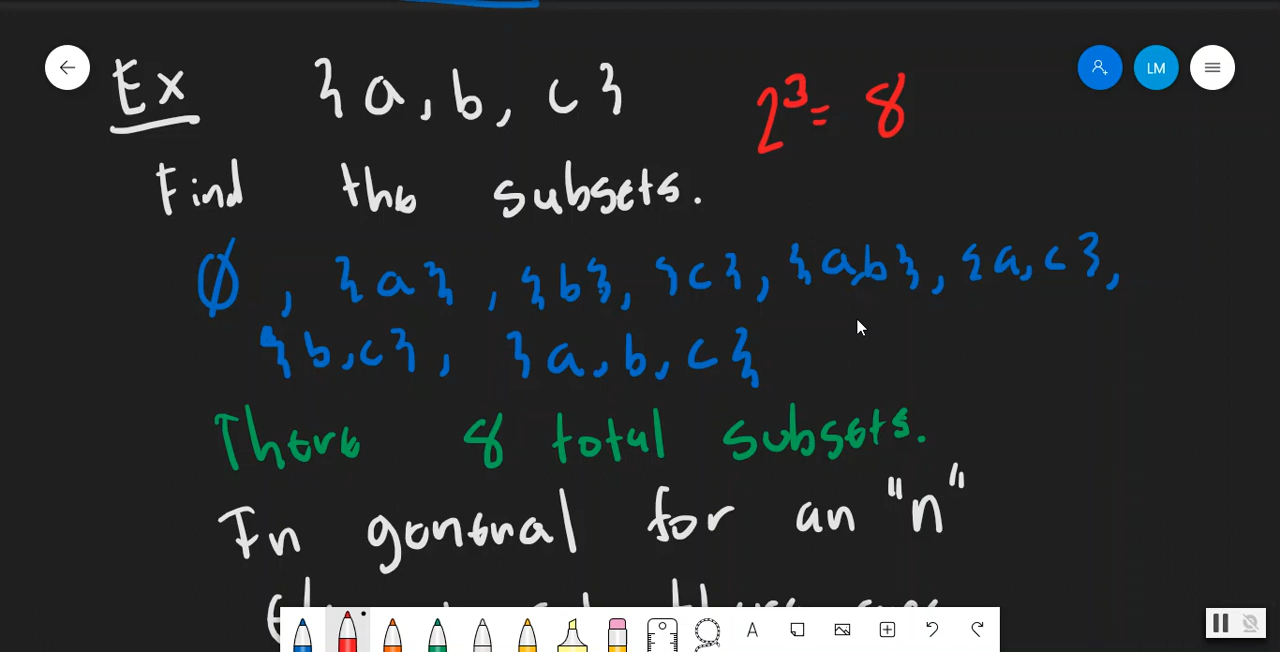 LM
Ex {a, b, c} 2³ = 8
Find the subsets.
∅, {a}, {b}, {c}, {a,b}, {a,c},
{b,c}, {a, b, c}
There 8 total subsets.
In general for an "n"
A